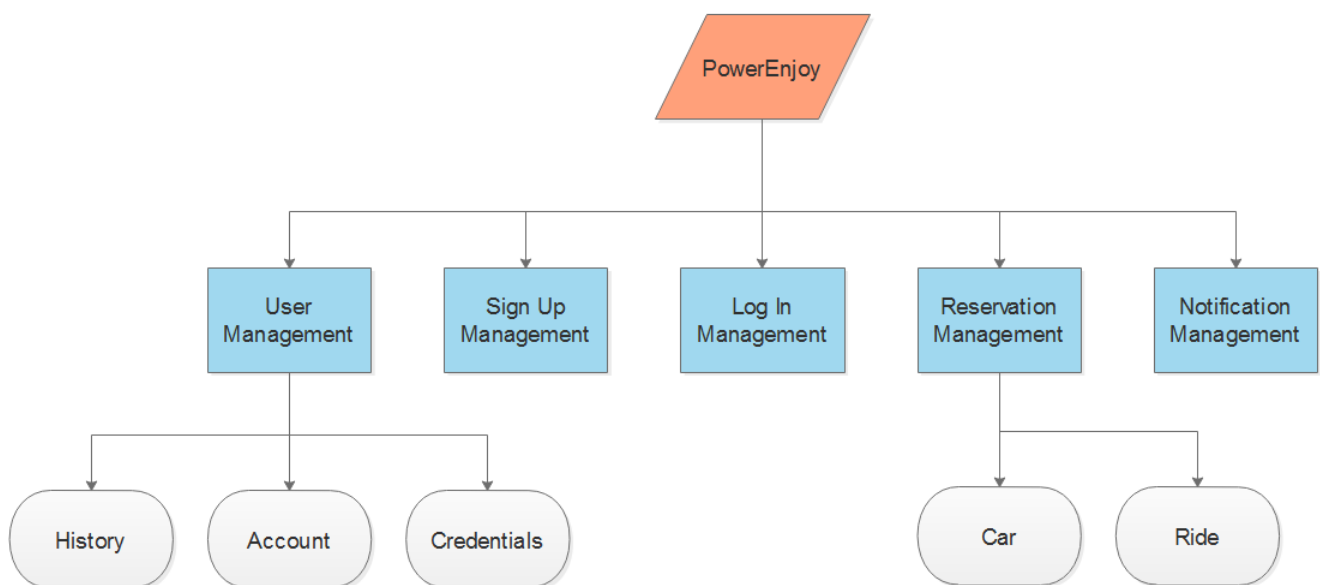 PowerEnjoy
User
Management
Sign Up
Management
Log In
Management
Reservation
Management
Notification
Management
History
Account
Credentials
Car
Ride